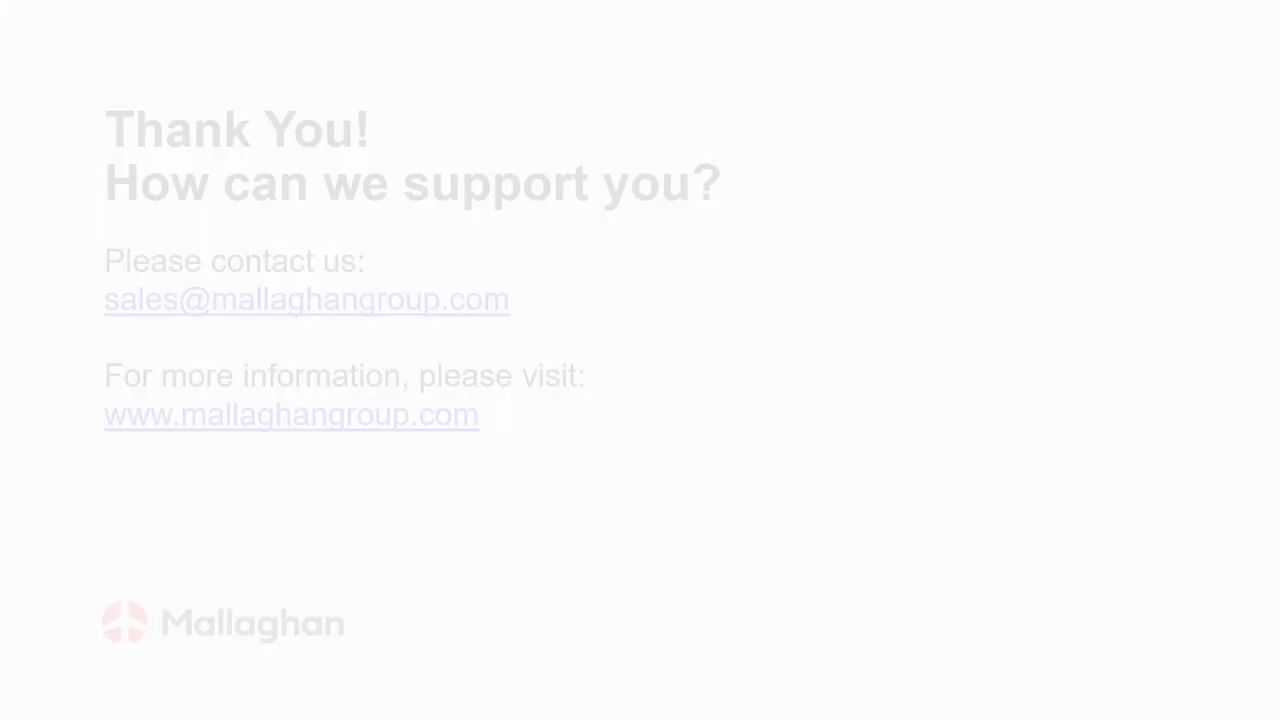 Thank You!
How can we support you?
Please contact us:
sales@mallaghangroup.com
For more information, please visit:
www.mallaghangroup.com
Mallaghan